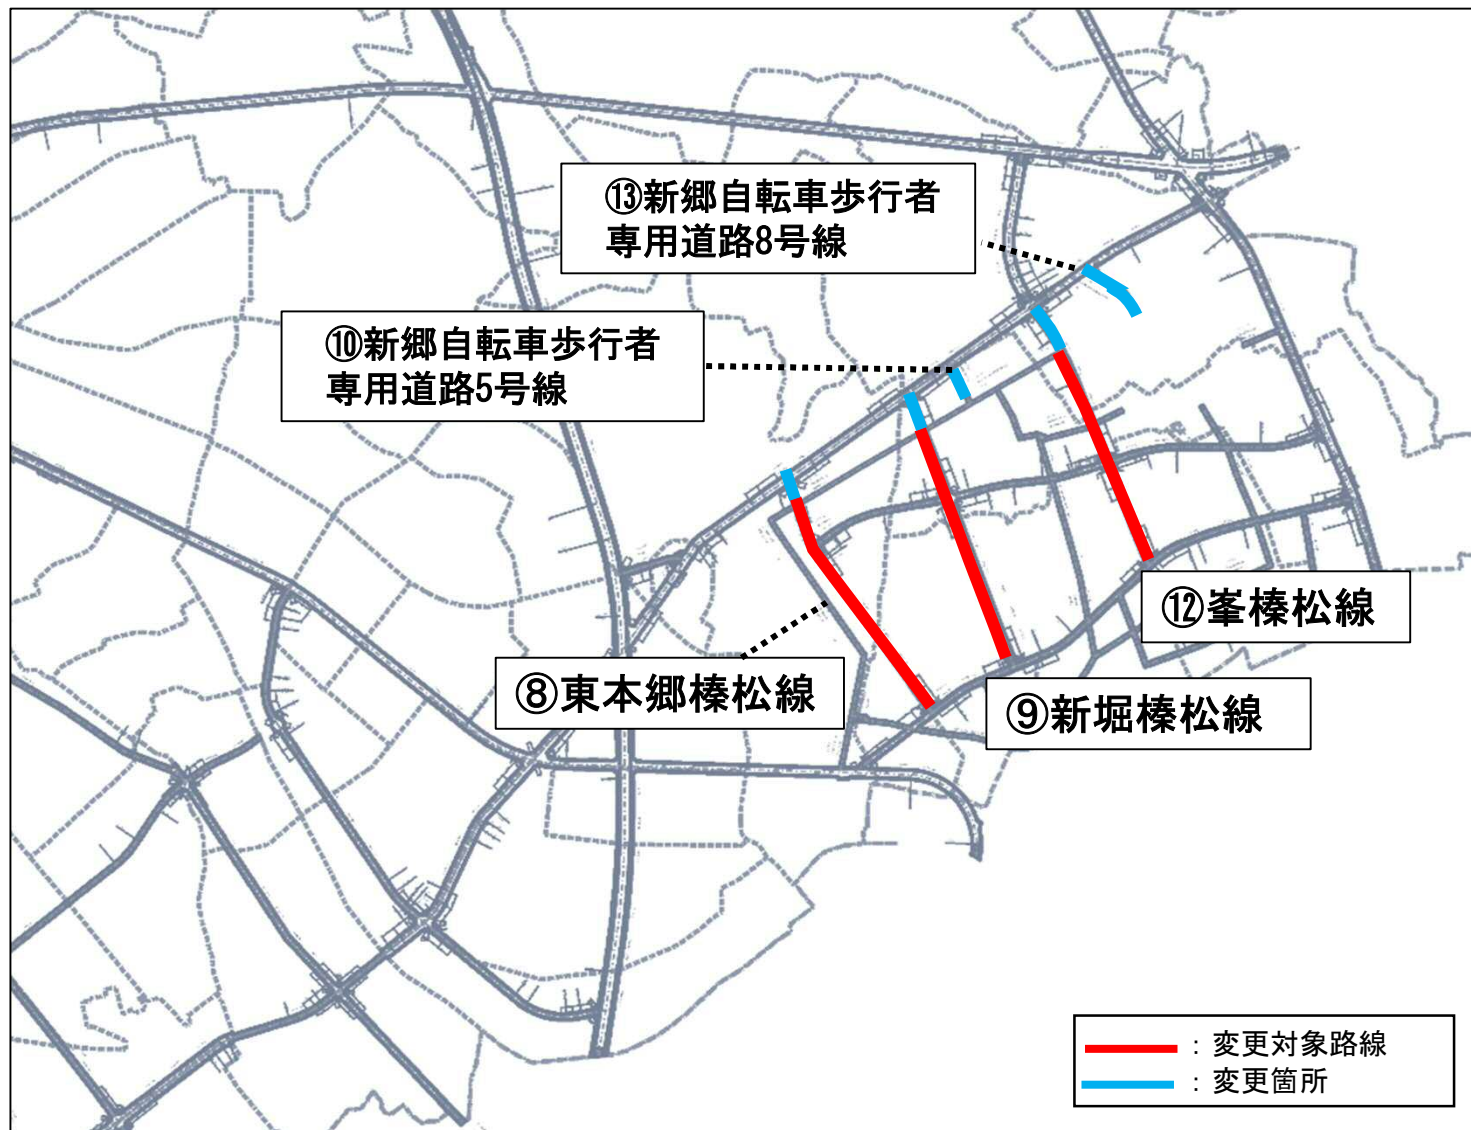 ⑬新郷自転車歩行者
専用道路8号線
⑩新郷自転車歩行者
専用道路5号線
⑫峯榛松線
⑧東本郷榛松線
⑨新堀榛松線
：変更対象路線
：変更箇所